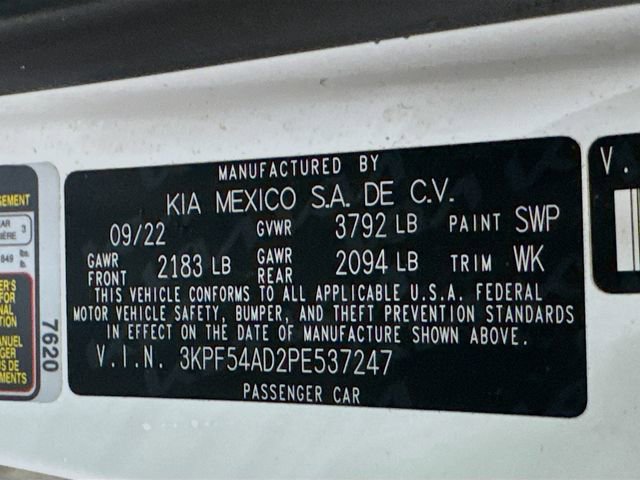 MANUFACTURED BY
KIA MEXICO S.A. DE C.V.
09/22 GVWR 3792 LB PAINT SWP
GAWR FRONT 2183 LB GAWR REAR 2094 LB TRIM WK
THIS VEHICLE CONFORMS TO ALL APPLICABLE U.S.A. FEDERAL
MOTOR VEHICLE SAFETY, BUMPER, AND THEFT PREVENTION STANDARDS
IN EFFECT ON THE DATE OF MANUFACTURE SHOWN ABOVE.
V.I.N. 3KPF54AD2PE537247
PASSENGER CAR
7620
3
V.